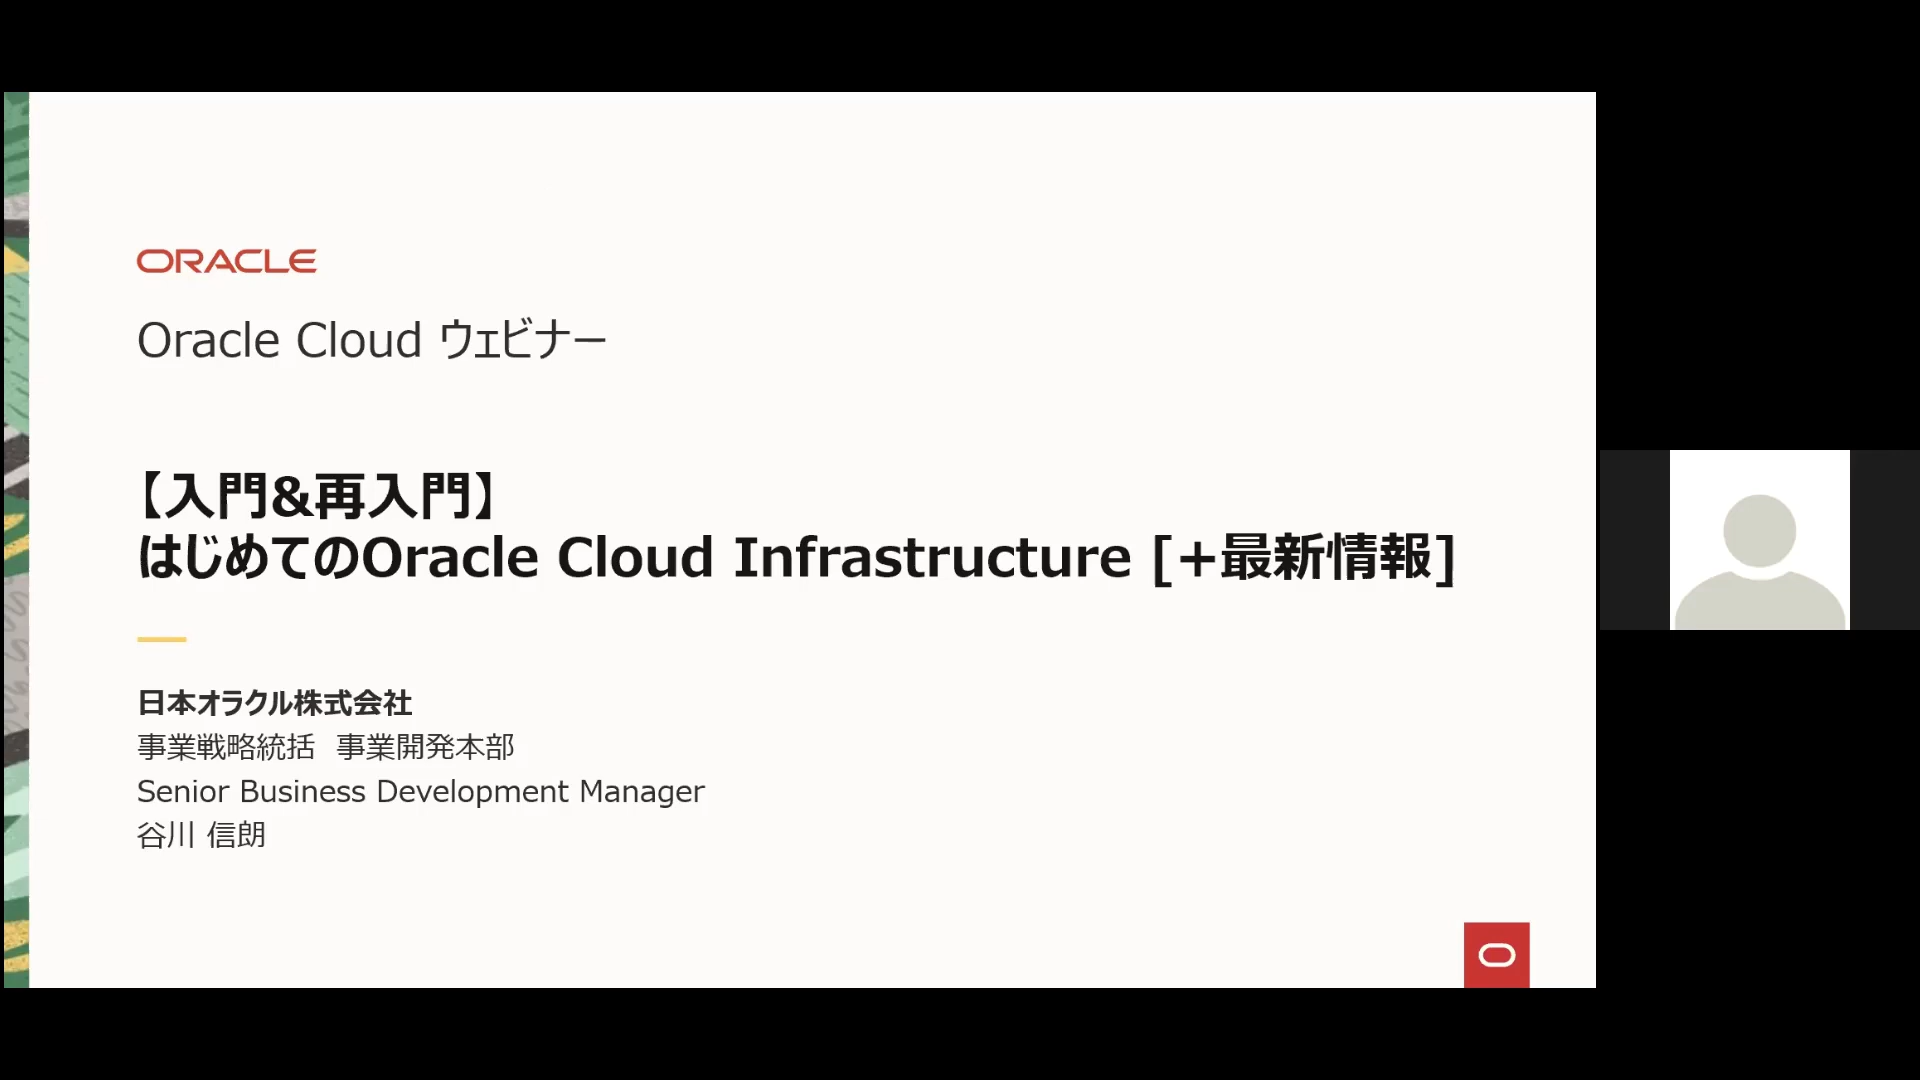 ORACLE
Oracle Cloud ウェビナー
【入門&再入門】
はじめてのOracle Cloud Infrastructure [+最新情報]
日本オラクル株式会社
事業戦略統括 事業開発本部
Senior Business Development Manager
谷川 信朗